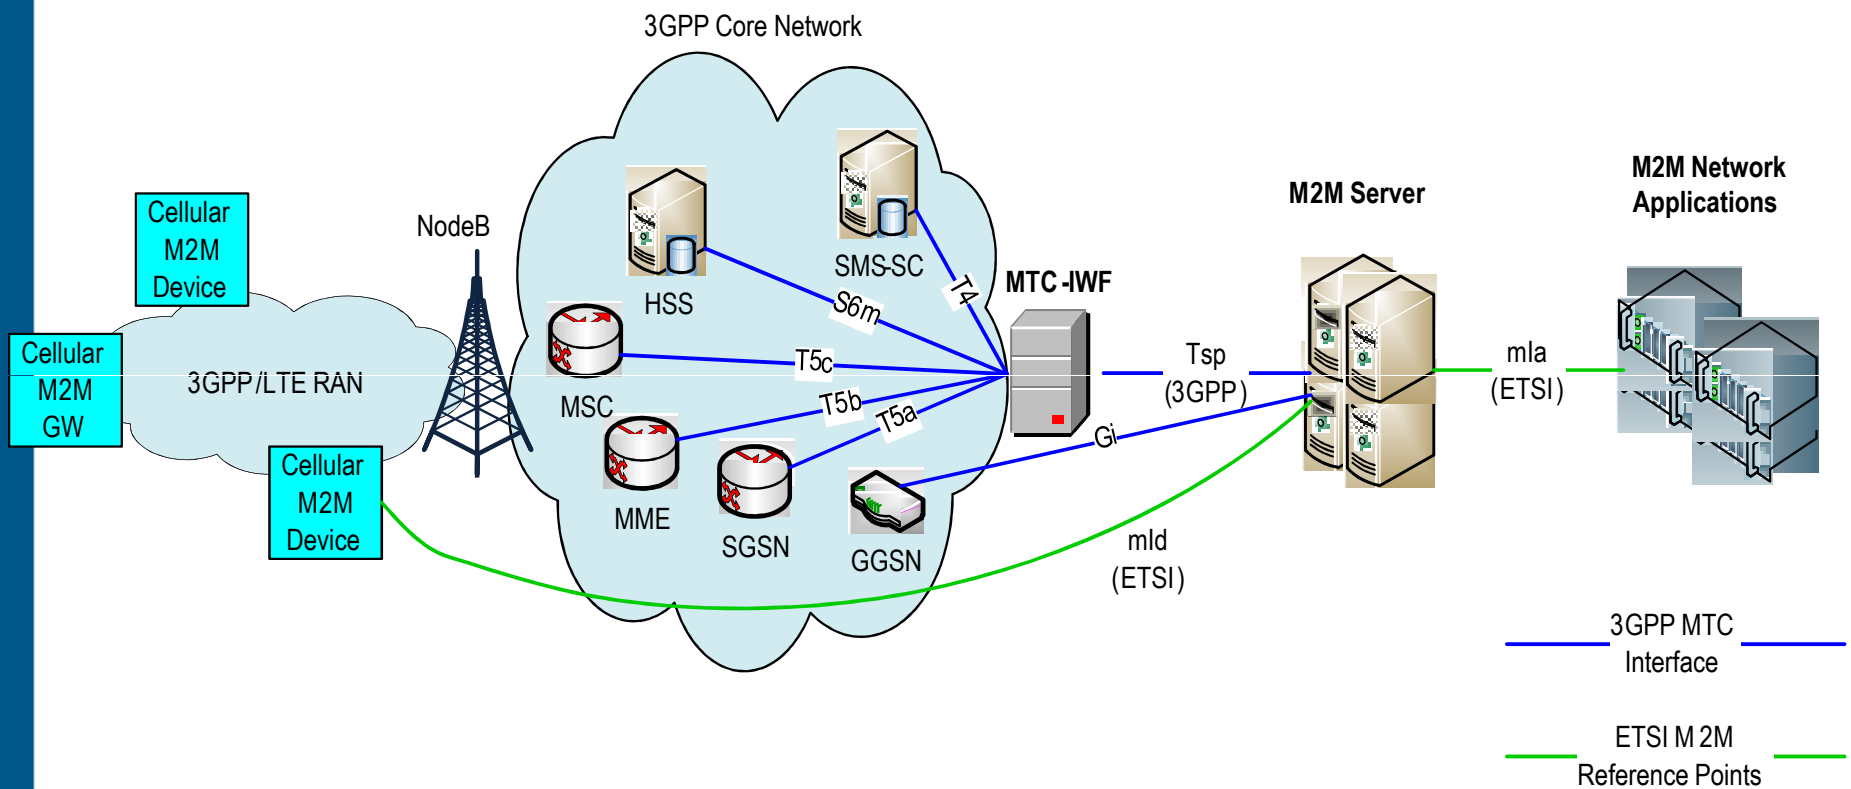 3GPP Core Network
Cellular
M2M
Device
NodeB
Cellular
M2M
GW
3GPP/LTE RAN
Cellular
M2M
Device
HSS
SMS-SC
MSC
MME
SGSN
GGSN
S6m
T4
T5c
T5b
T5a
Gi
MTC-IWF
Tsp
(3GPP)
M2M Server
mIa
(ETSI)
M2M Network
Applications
mId
(ETSI)
3GPP MTC
Interface
ETSI M2M
Reference Points